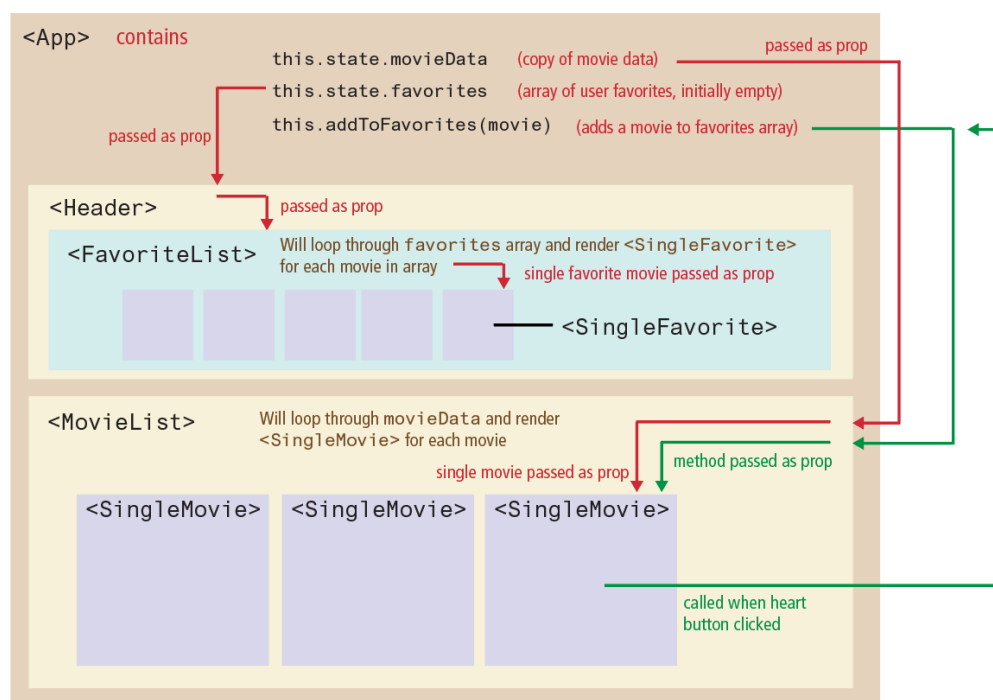 <App> contains
passed as prop
this.state.movieData (copy of movie data)
this.state.favorites (array of user favorites, initially empty)
this.addToFavorites(movie) (adds a movie to favorites array)
passed as prop
<Header>
passed as prop
<FavoriteList>
Will loop through favorites array and render <SingleFavorite>
for each movie in array
single favorite movie passed as prop
<SingleFavorite>
<MovieList>
Will loop through movieData and render
<SingleMovie> for each movie
method passed as prop
single movie passed as prop
<SingleMovie> <SingleMovie> <SingleMovie>
called when heart
button clicked